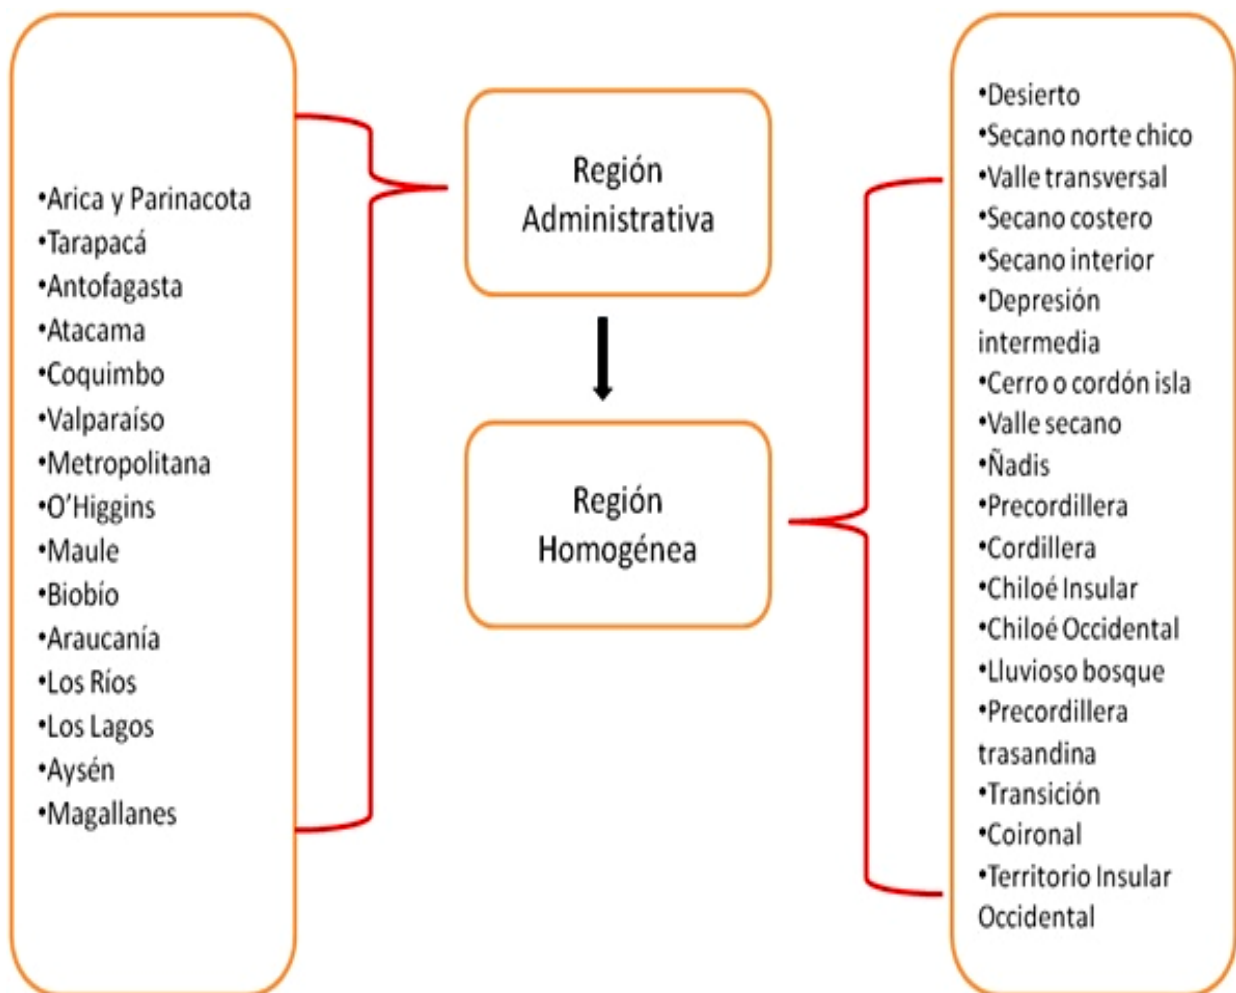 •Arica y Parinacota
•Tarapacá
•Antofagasta
•Atacama
•Coquimbo
•Valparaíso
•Metropolitana
•O’Higgins
•Maule
•Biobío
•Araucanía
•Los Ríos
•Los Lagos
•Aysén
•Magallanes
Región
Administrativa
Región
Homogénea
•Desierto
•Secano norte chico
•Valle transversal
•Secano costero
•Secano interior
•Depresión
intermedia
•Cerro o cordón isla
•Valle secano
•Ñadis
•Precordillera
•Cordillera
•Chiloé Insular
•Chiloé Occidental
•Lluvioso bosque
•Precordillera
trasandina
•Transición
•Coironal
•Territorio Insular
Occidental